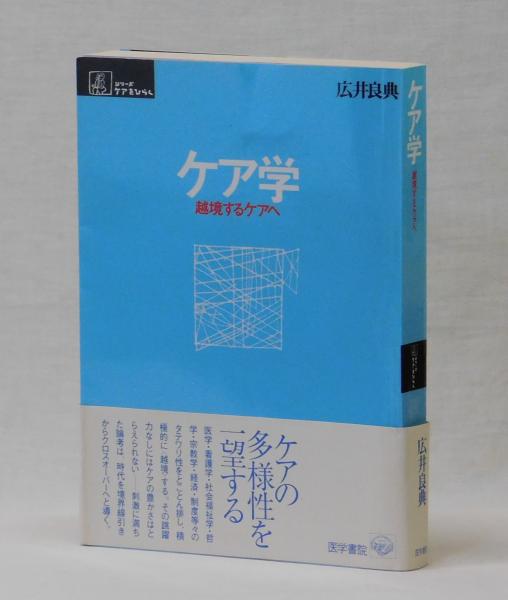 シリーズ
ケアをひらく
広井良典
ケア学
越境するケアへ
ケアの
多様性を
一望する
医学・看護学・社会福祉学・哲
学・宗教学・経済・制度等々の
タテワリ性をとことん排し、積
極的に「越境」する。その跳躍
力なしにはケアの豊かさはと
らえられない――刺激に満ち
た論考は、時代を境界線引き
からクロスオーバーへと導く。
医学書院
ケア学
越境するケアへ
広井良典
医学書院